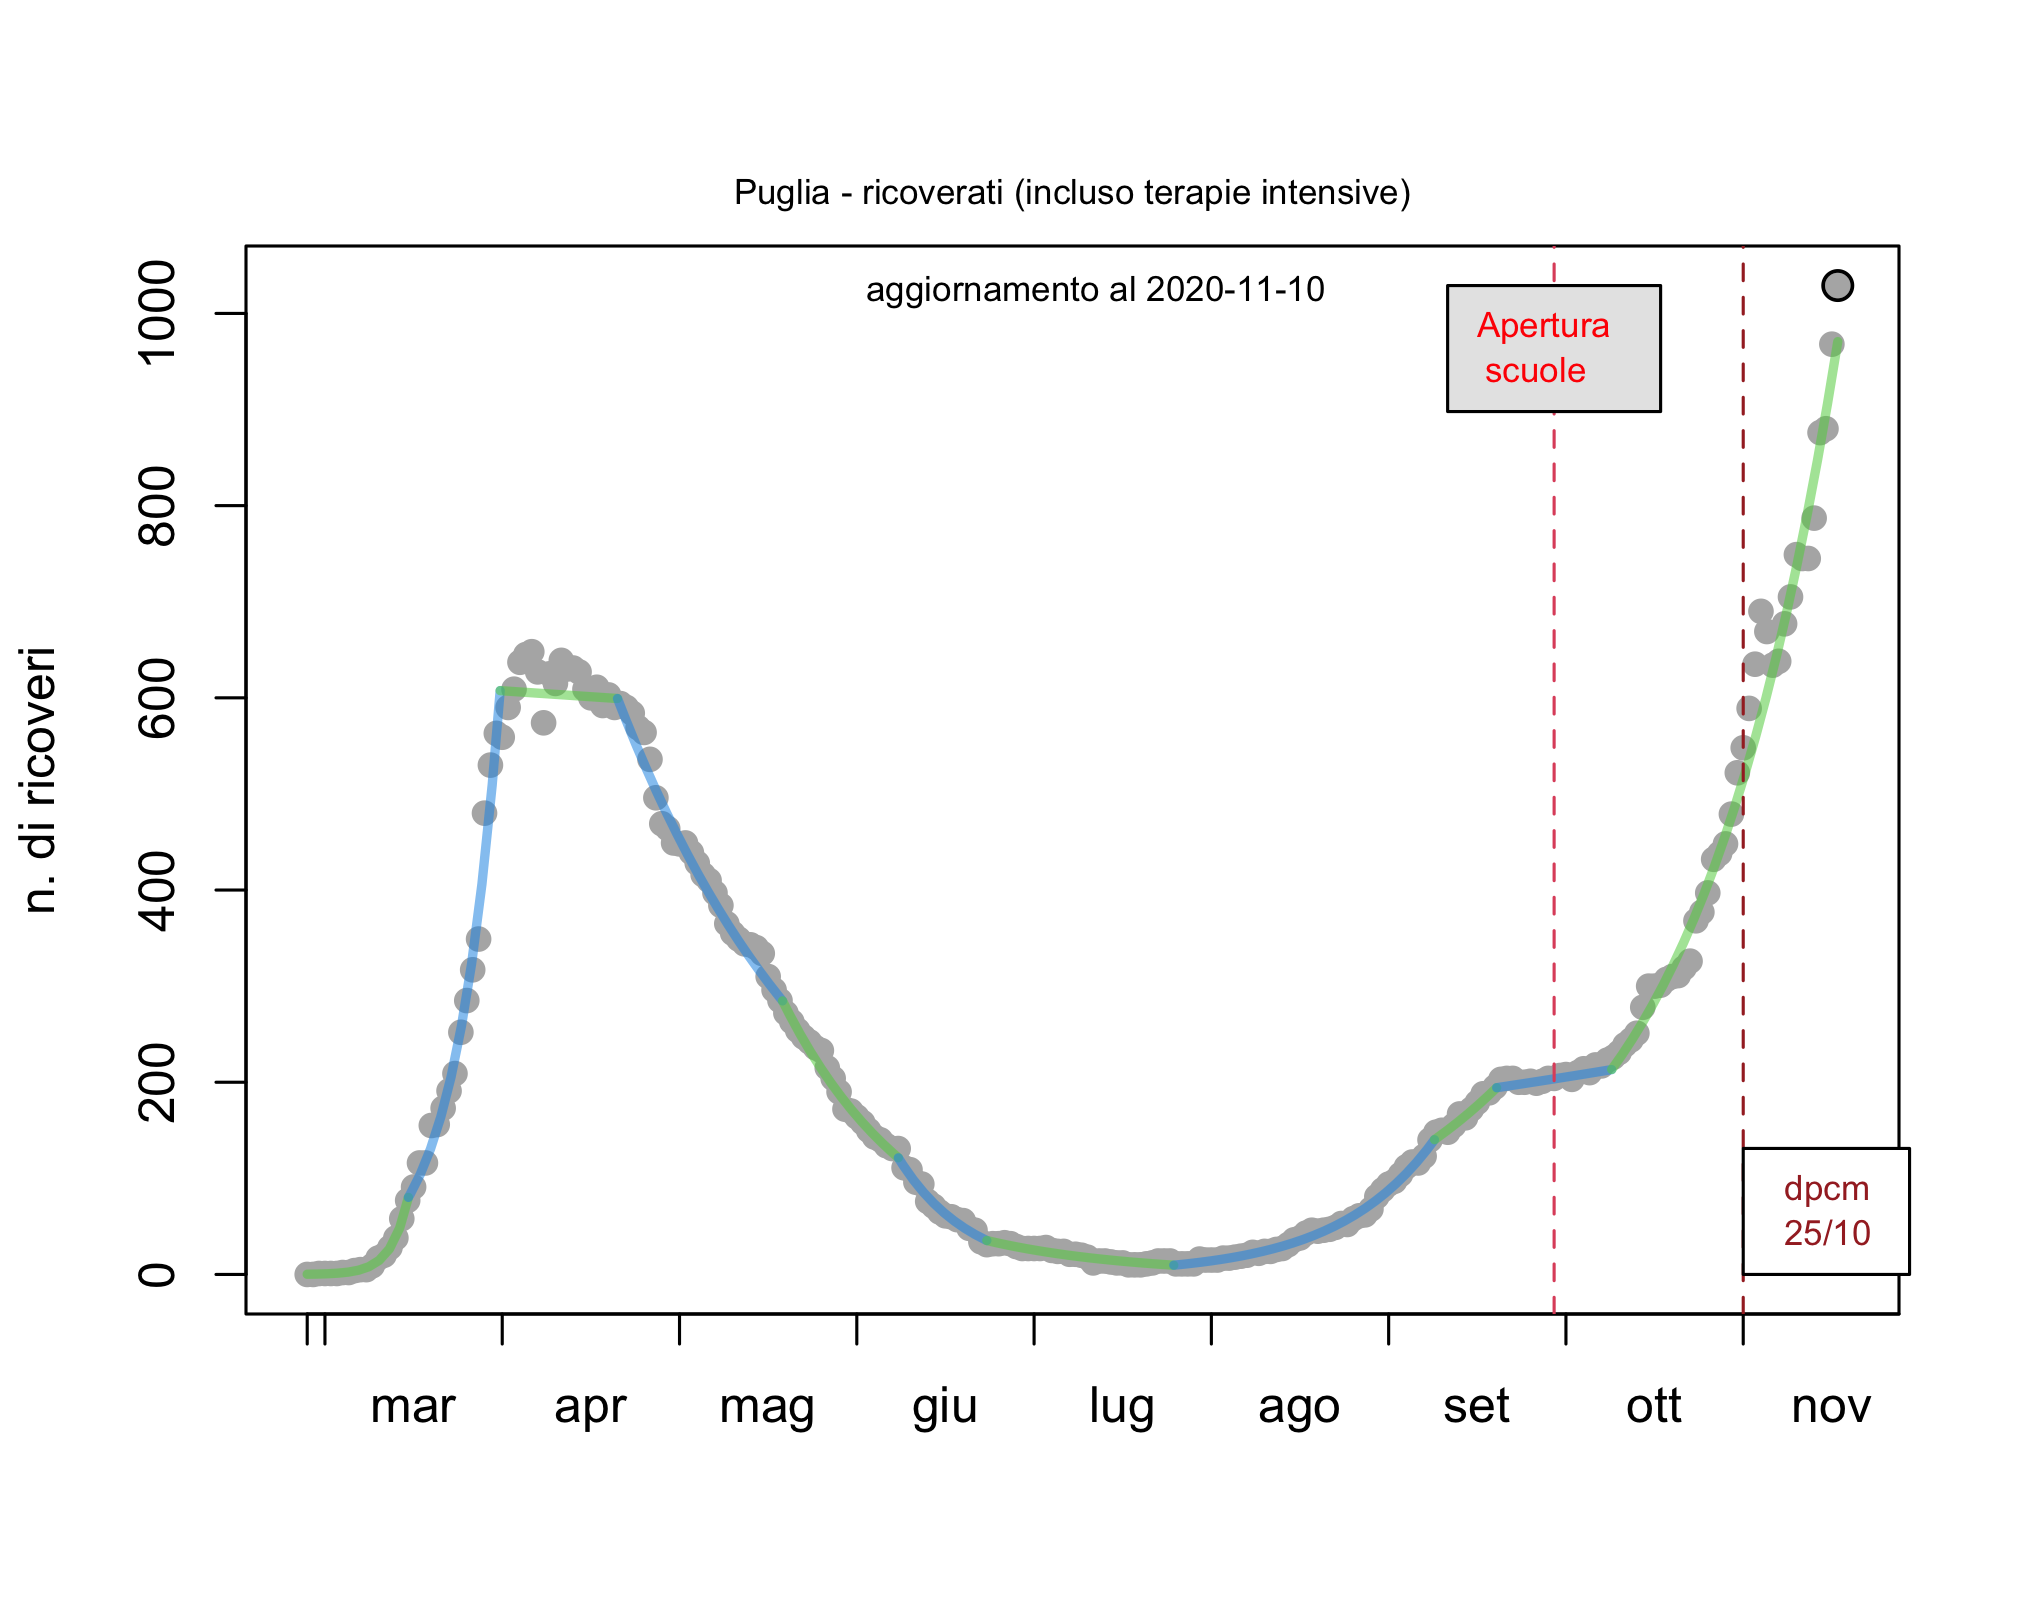 Puglia - ricoverati (incluso terapie intensive)
aggiornamento al 2020-11-10
Apertura
scuole
n. di ricoveri
1000
800
600
400
200
0
dpcm
25/10
mar apr mag giu lug ago set ott nov